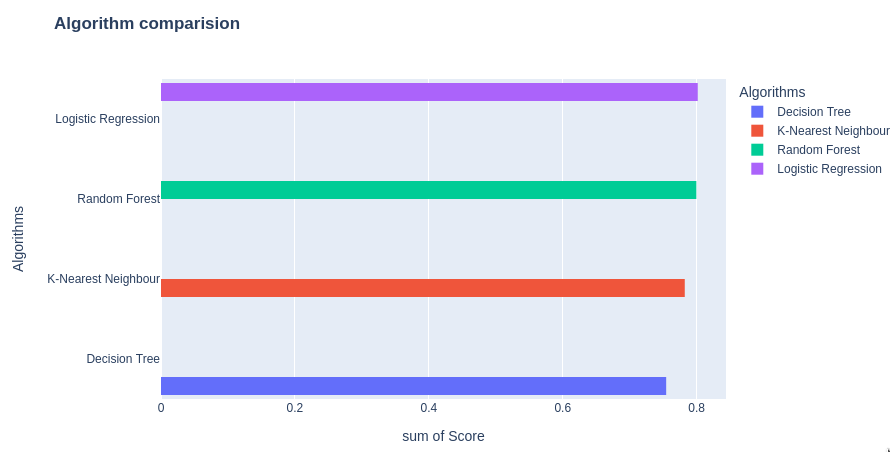 Algorithm comparision
Algorithms
Logistic Regression
Random Forest
K-Nearest Neighbour
Decision Tree
0 0.2 0.4 0.6 0.8
sum of Score
Algorithms
Decision Tree
K-Nearest Neighbour
Random Forest
Logistic Regression